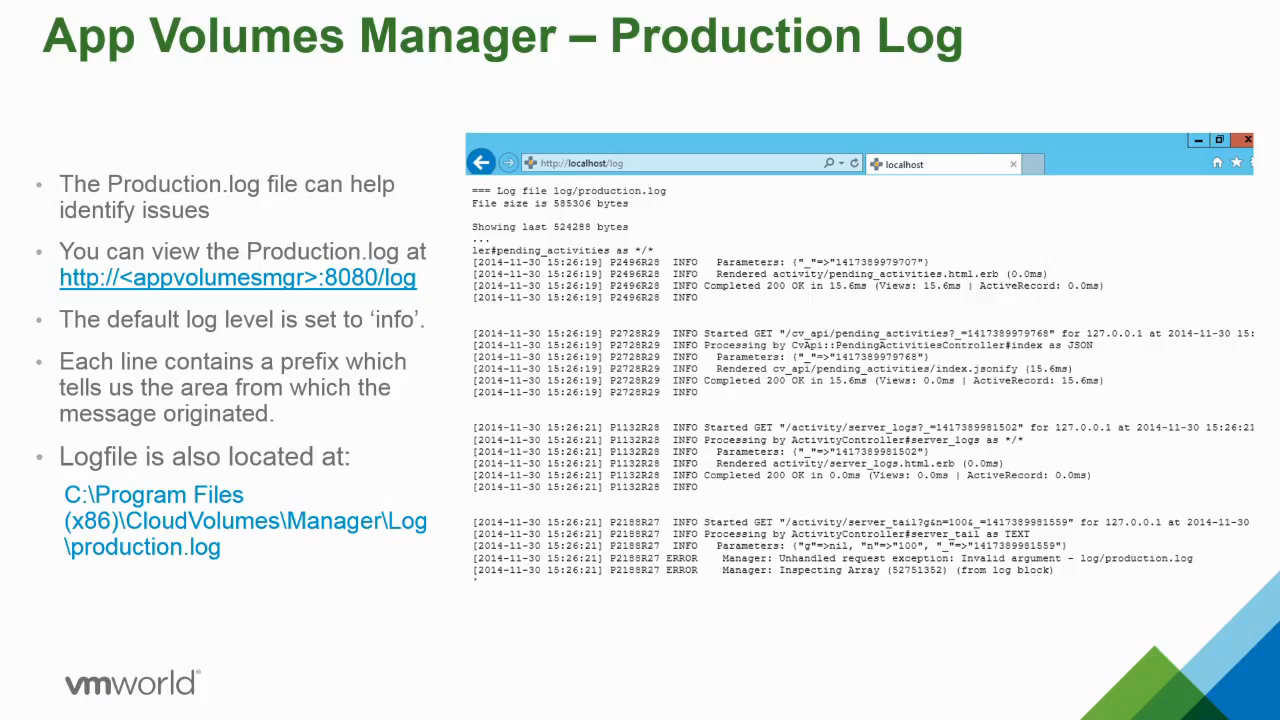 App Volumes Manager – Production Log
• The Production.log file can help
identify issues
• You can view the Production.log at
http://<appvolumesmgr>:8080/log
• The default log level is set to ‘info’.
• Each line contains a prefix which
tells us the area from which the
message originated.
• Logfile is also located at:
C:\Program Files
(x86)\CloudVolumes\Manager\Log
\production.log
http://localhost/log
localhost
=== Log file log/production.log
File size is 585306 bytes
Showing last 524288 bytes
...
ler#pending_activities as */*
[2014-11-30 15:26:19] P2496R28 INFO Parameters: {"_"=>"1417389979707"}
[2014-11-30 15:26:19] P2496R28 INFO Rendered activity/pending_activities.html.erb (0.0ms)
[2014-11-30 15:26:19] P2496R28 INFO Completed 200 OK in 15.6ms (Views: 15.6ms | ActiveRecord: 0.0ms)
[2014-11-30 15:26:19] P2496R28 INFO
[2014-11-30 15:26:19] P2728R29 INFO Started GET "/cv_api/pending_activities?_=1417389979768" for 127.0.0.1 at 2014-11-30 15:
[2014-11-30 15:26:19] P2728R29 INFO Processing by CvApi::PendingActivitiesController#index as JSON
[2014-11-30 15:26:19] P2728R29 INFO Parameters: {"_"=>"1417389979768"}
[2014-11-30 15:26:19] P2728R29 INFO Rendered cv_api/pending_activities/index.jsonify (15.6ms)
[2014-11-30 15:26:19] P2728R29 INFO Completed 200 OK in 15.6ms (Views: 0.0ms | ActiveRecord: 15.6ms)
[2014-11-30 15:26:19] P2728R29 INFO
[2014-11-30 15:26:21] P1132R28 INFO Started GET "/activity/server_logs?_=1417389981502" for 127.0.0.1 at 2014-11-30 15:26:21
[2014-11-30 15:26:21] P1132R28 INFO Processing by ActivityController#server_logs as */*
[2014-11-30 15:26:21] P1132R28 INFO Parameters: {"_"=>"1417389981502"}
[2014-11-30 15:26:21] P1132R28 INFO Rendered activity/server_logs.html.erb (0.0ms)
[2014-11-30 15:26:21] P1132R28 INFO Completed 200 OK in 0.0ms (Views: 0.0ms | ActiveRecord: 0.0ms)
[2014-11-30 15:26:21] P1132R28 INFO
[2014-11-30 15:26:21] P2188R27 INFO Started GET "/activity/server_tail?g&n=100&_=1417389981559" for 127.0.0.1 at 2014-11-30
[2014-11-30 15:26:21] P2188R27 INFO Processing by ActivityController#server_tail as TEXT
[2014-11-30 15:26:21] P2188R27 INFO Parameters: {"g"=>nil, "n"=>"100", "_"=>"1417389981559"}
[2014-11-30 15:26:21] P2188R27 ERROR Manager: Unhandled request exception: Invalid argument - log/production.log
[2014-11-30 15:26:21] P2188R27 ERROR Manager: Inspecting Array (52751352) (from log block)
vmworld®